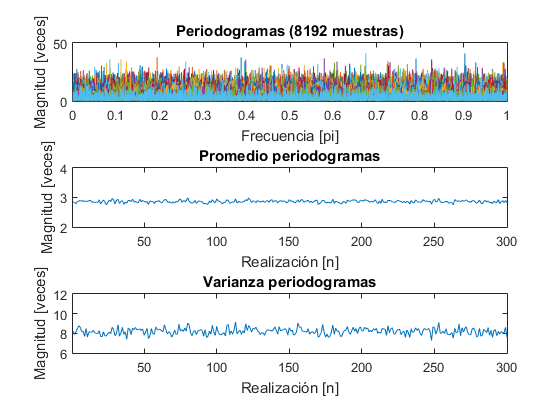 Periodogramas (8192 muestras)
Magnitud [veces]
50
0
0 0.1 0.2 0.3 0.4 0.5 0.6 0.7 0.8 0.9 1
Frecuencia [pi]
Promedio periodogramas
Magnitud [veces]
4
3
2
50 100 150 200 250 300
Realización [n]
Varianza periodogramas
Magnitud [veces]
12
10
8
6
50 100 150 200 250 300
Realización [n]